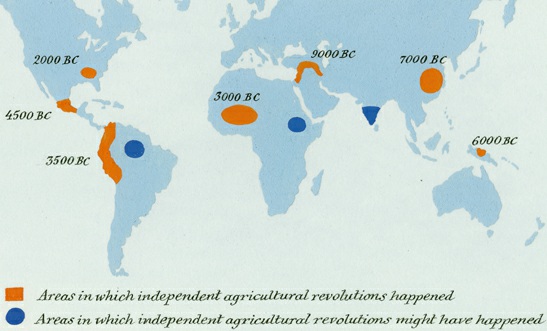 2000 BC
9000 BC
7000 BC
4500 BC
3000 BC
6000 BC
3500 BC
Areas in which independent agricultural revolutions happened
Areas in which independent agricultural revolutions might have happened